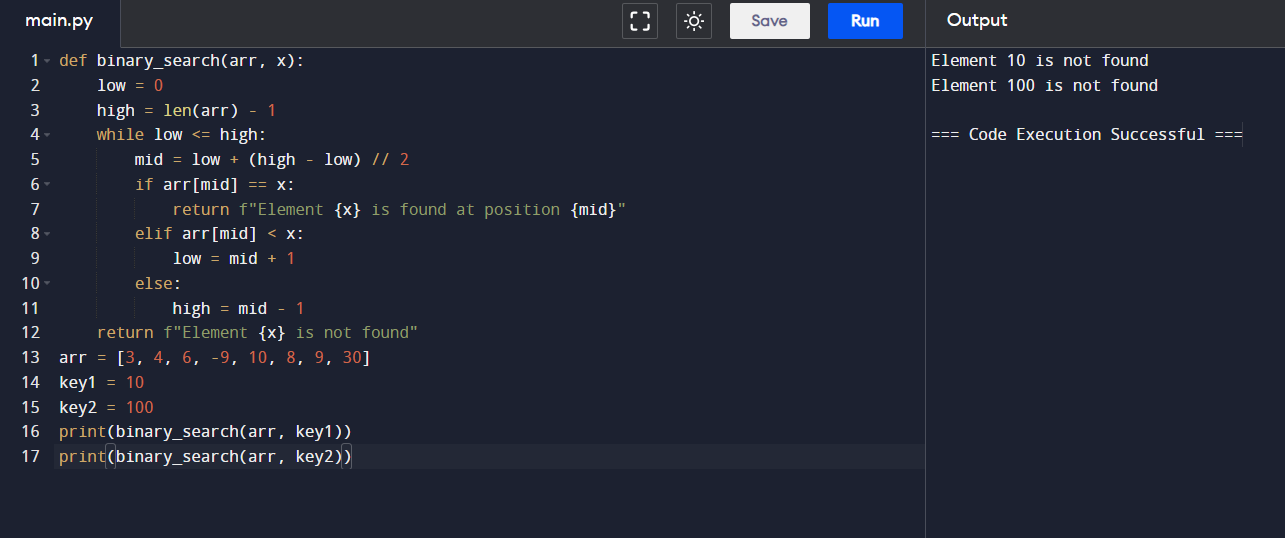 main.py
Save
Run
Output
1 def binary_search(arr, x):
2     low = 0
3     high = len(arr) - 1
4     while low <= high:
5         mid = low + (high - low) // 2
6         if arr[mid] == x:
7             return f"Element {x} is found at position {mid}"
8         elif arr[mid] < x:
9             low = mid + 1
10         else:
11             high = mid - 1
12     return f"Element {x} is not found"
13 arr = [3, 4, 6, -9, 10, 8, 9, 30]
14 key1 = 10
15 key2 = 100
16 print(binary_search(arr, key1))
17 print(binary_search(arr, key2))
Element 10 is not found
Element 100 is not found
=== Code Execution Successful ===